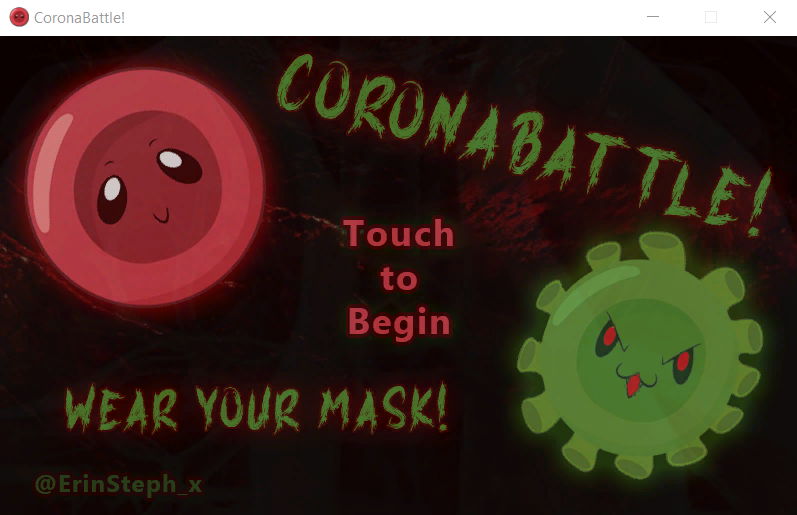 CoronaBattle!
CORONABATTLE!
Touch
to
Begin
WEAR YOUR MASK!
@ErinSteph_x